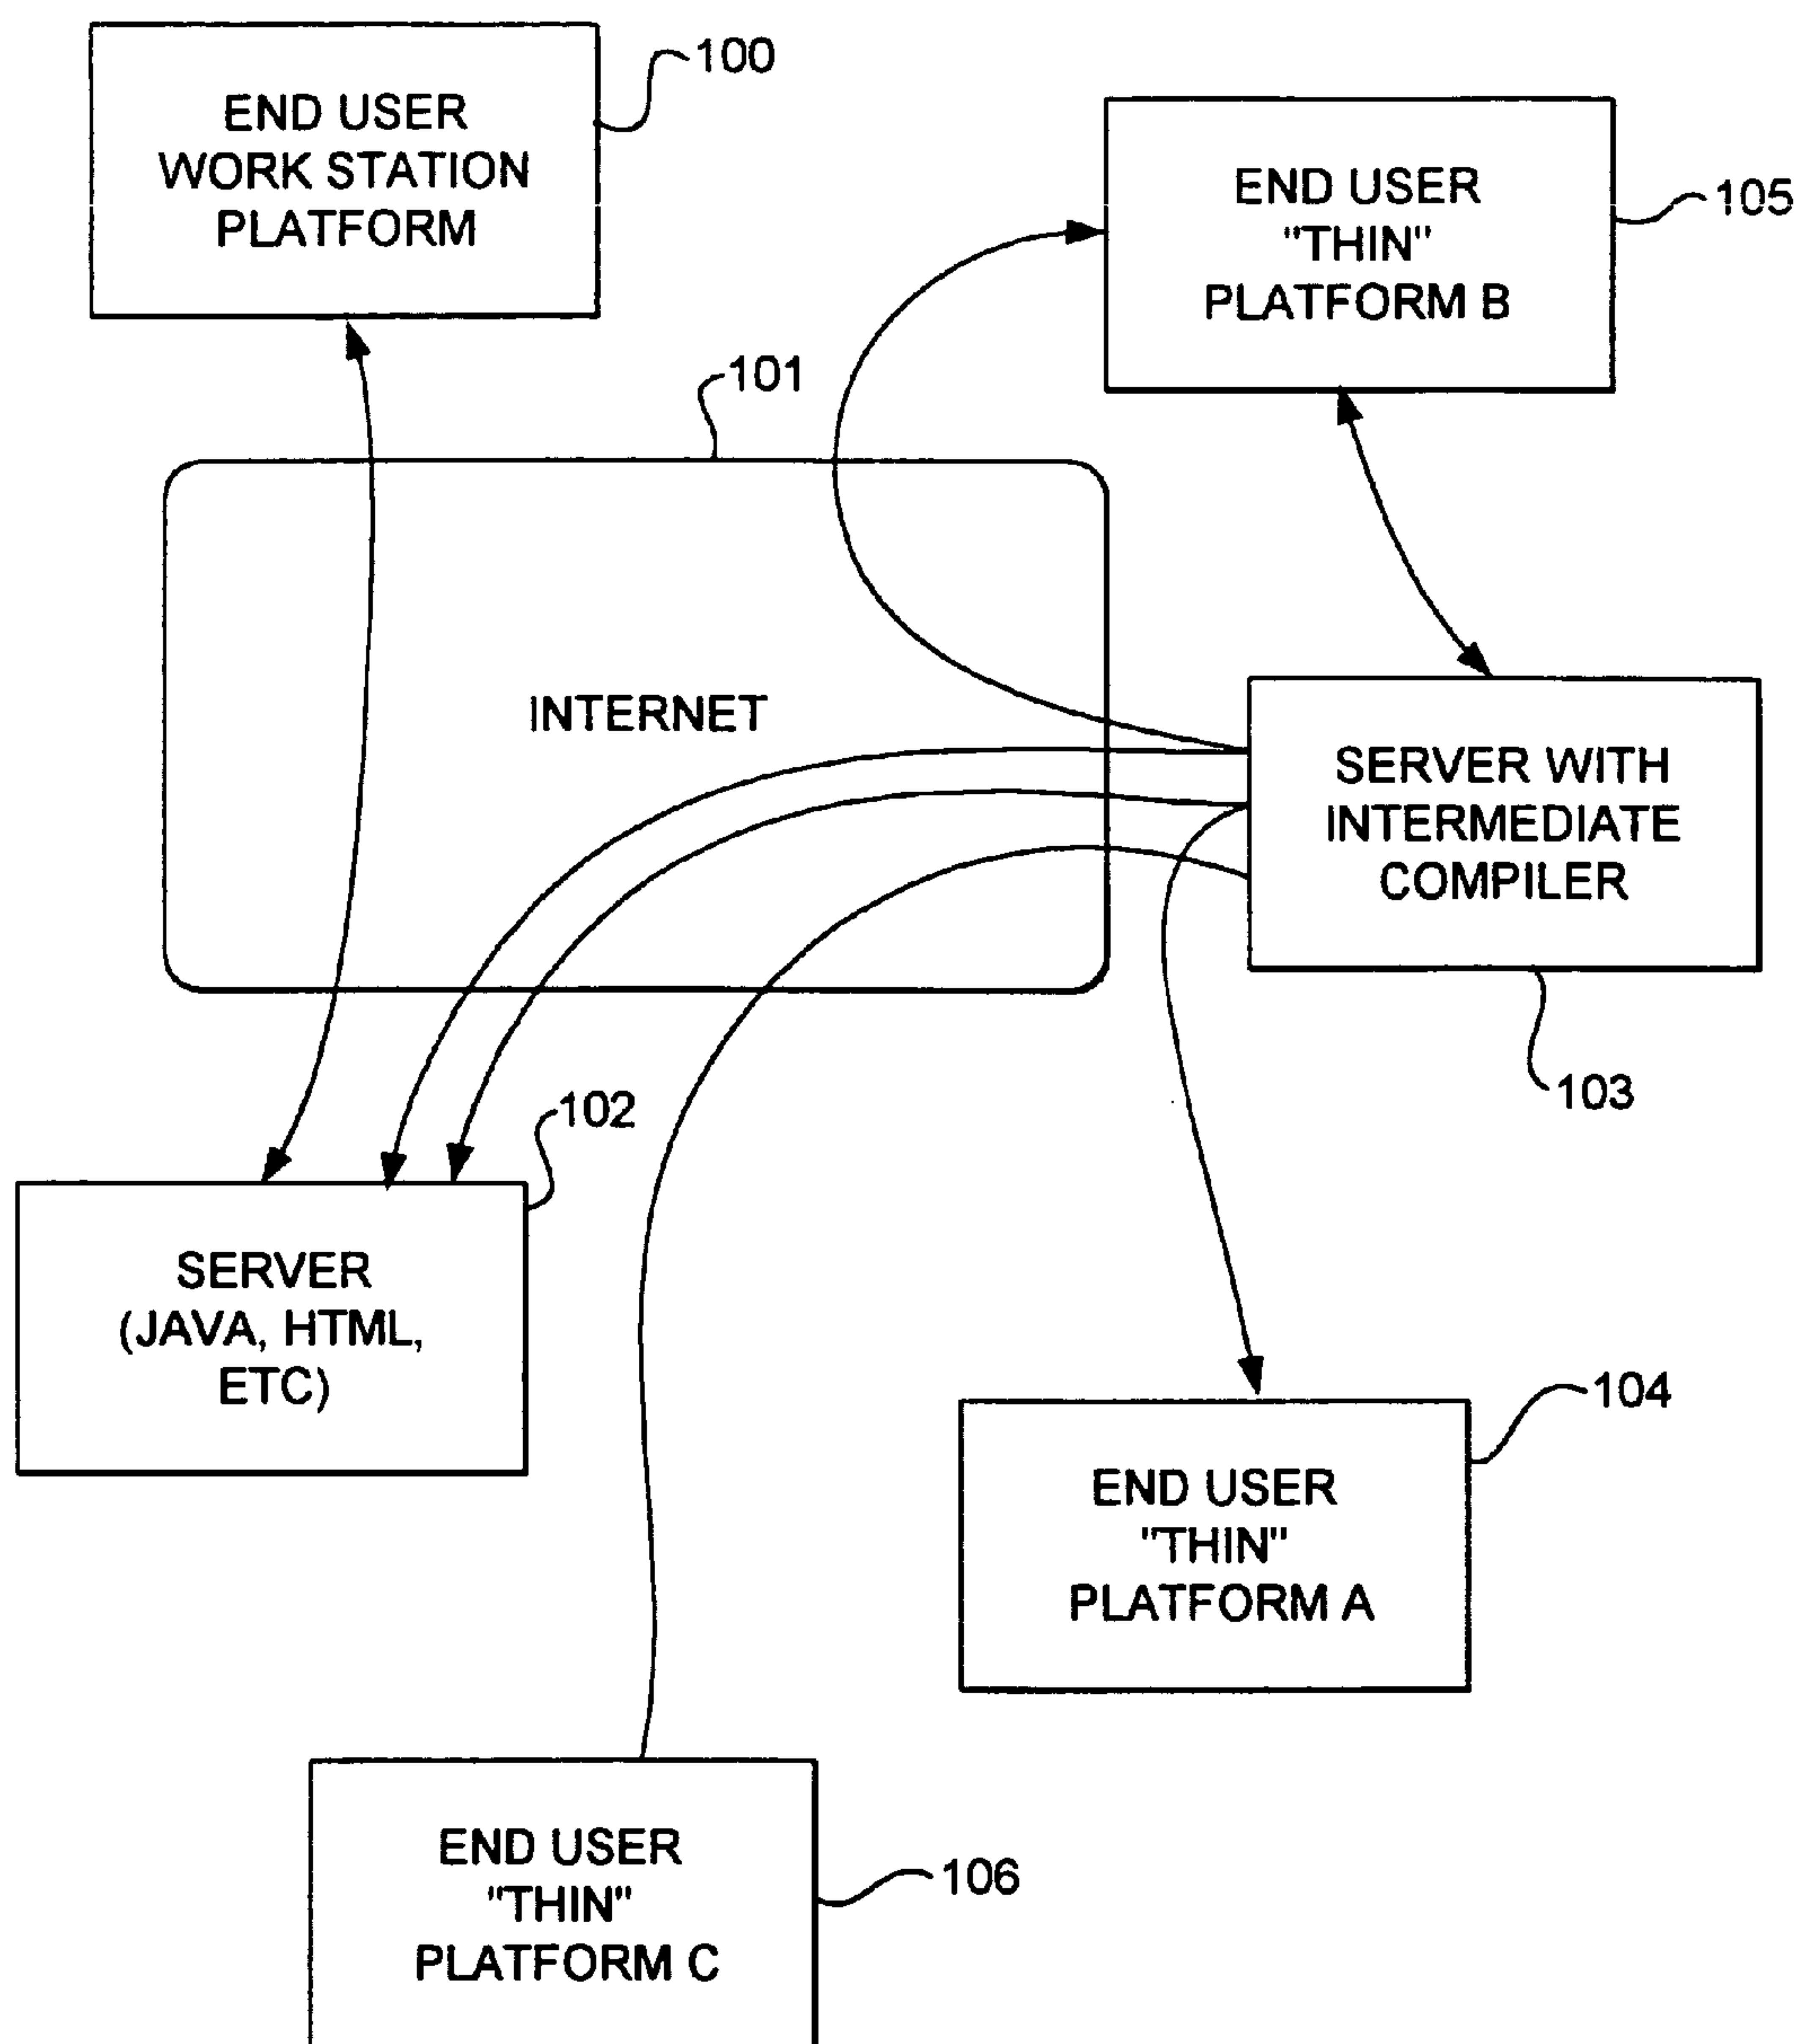 END USER
WORK STATION
PLATFORM
100
END USER
"THIN"
PLATFORM B
105
101
INTERNET
SERVER WITH
INTERMEDIATE
COMPILER
103
102
SERVER
(JAVA, HTML,
ETC)
104
END USER
"THIN"
PLATFORM A
END USER
"THIN"
PLATFORM C
106